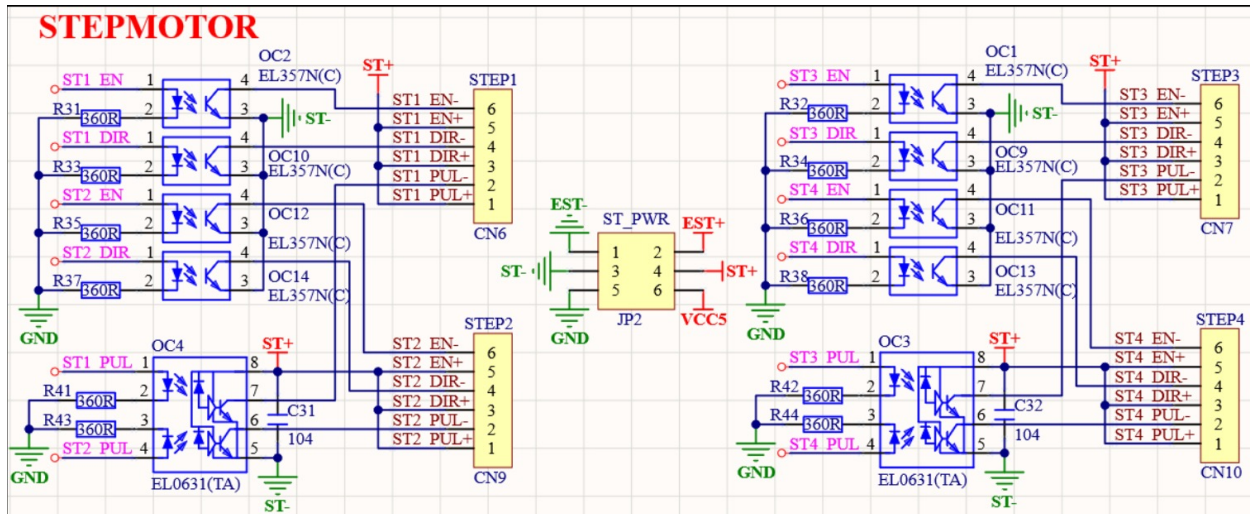 STEPMOTOR
OC2
EL357N(C)
ST1 EN
1
4
2
3
R31
360R
ST-
ST1 DIR
1
4
2
3
OC10
EL357N(C)
R33
360R
ST2 EN
1
4
2
3
OC12
EL357N(C)
R35
360R
ST2 DIR
1
4
2
3
OC14
EL357N(C)
R37
360R
GND
ST+
STEP1
ST1 EN-
6
ST1 EN+
5
ST1 DIR-
4
ST1 DIR+
3
ST1 PUL-
2
ST1 PUL+
1
CN6
OC4
ST1 PUL
1
8
R41
360R
2
7
R43
360R
3
6
ST2 PUL
4
5
GND
EL0631(TA)
ST+
C31
104
ST-
STEP2
ST2 EN-
6
ST2 EN+
5
ST2 DIR-
4
ST2 DIR+
3
ST2 PUL-
2
ST2 PUL+
1
CN9
EST-
ST_PWR
EST+
1
2
ST-
3
4
ST+
5
6
GND
JP2
VCC5
OC1
EL357N(C)
ST3 EN
1
4
2
3
R32
360R
ST-
ST3 DIR
1
4
2
3
OC9
EL357N(C)
R34
360R
ST4 EN
1
4
2
3
OC11
EL357N(C)
R36
360R
ST4 DIR
1
4
2
3
OC13
EL357N(C)
R38
360R
GND
ST+
STEP3
ST3 EN-
6
ST3 EN+
5
ST3 DIR-
4
ST3 DIR+
3
ST3 PUL-
2
ST3 PUL+
1
CN7
OC3
ST3 PUL
1
8
R42
360R
2
7
R44
360R
3
6
ST4 PUL
4
5
GND
EL0631(TA)
ST+
C32
104
ST-
STEP4
ST4 EN-
6
ST4 EN+
5
ST4 DIR-
4
ST4 DIR+
3
ST4 PUL-
2
ST4 PUL+
1
CN10